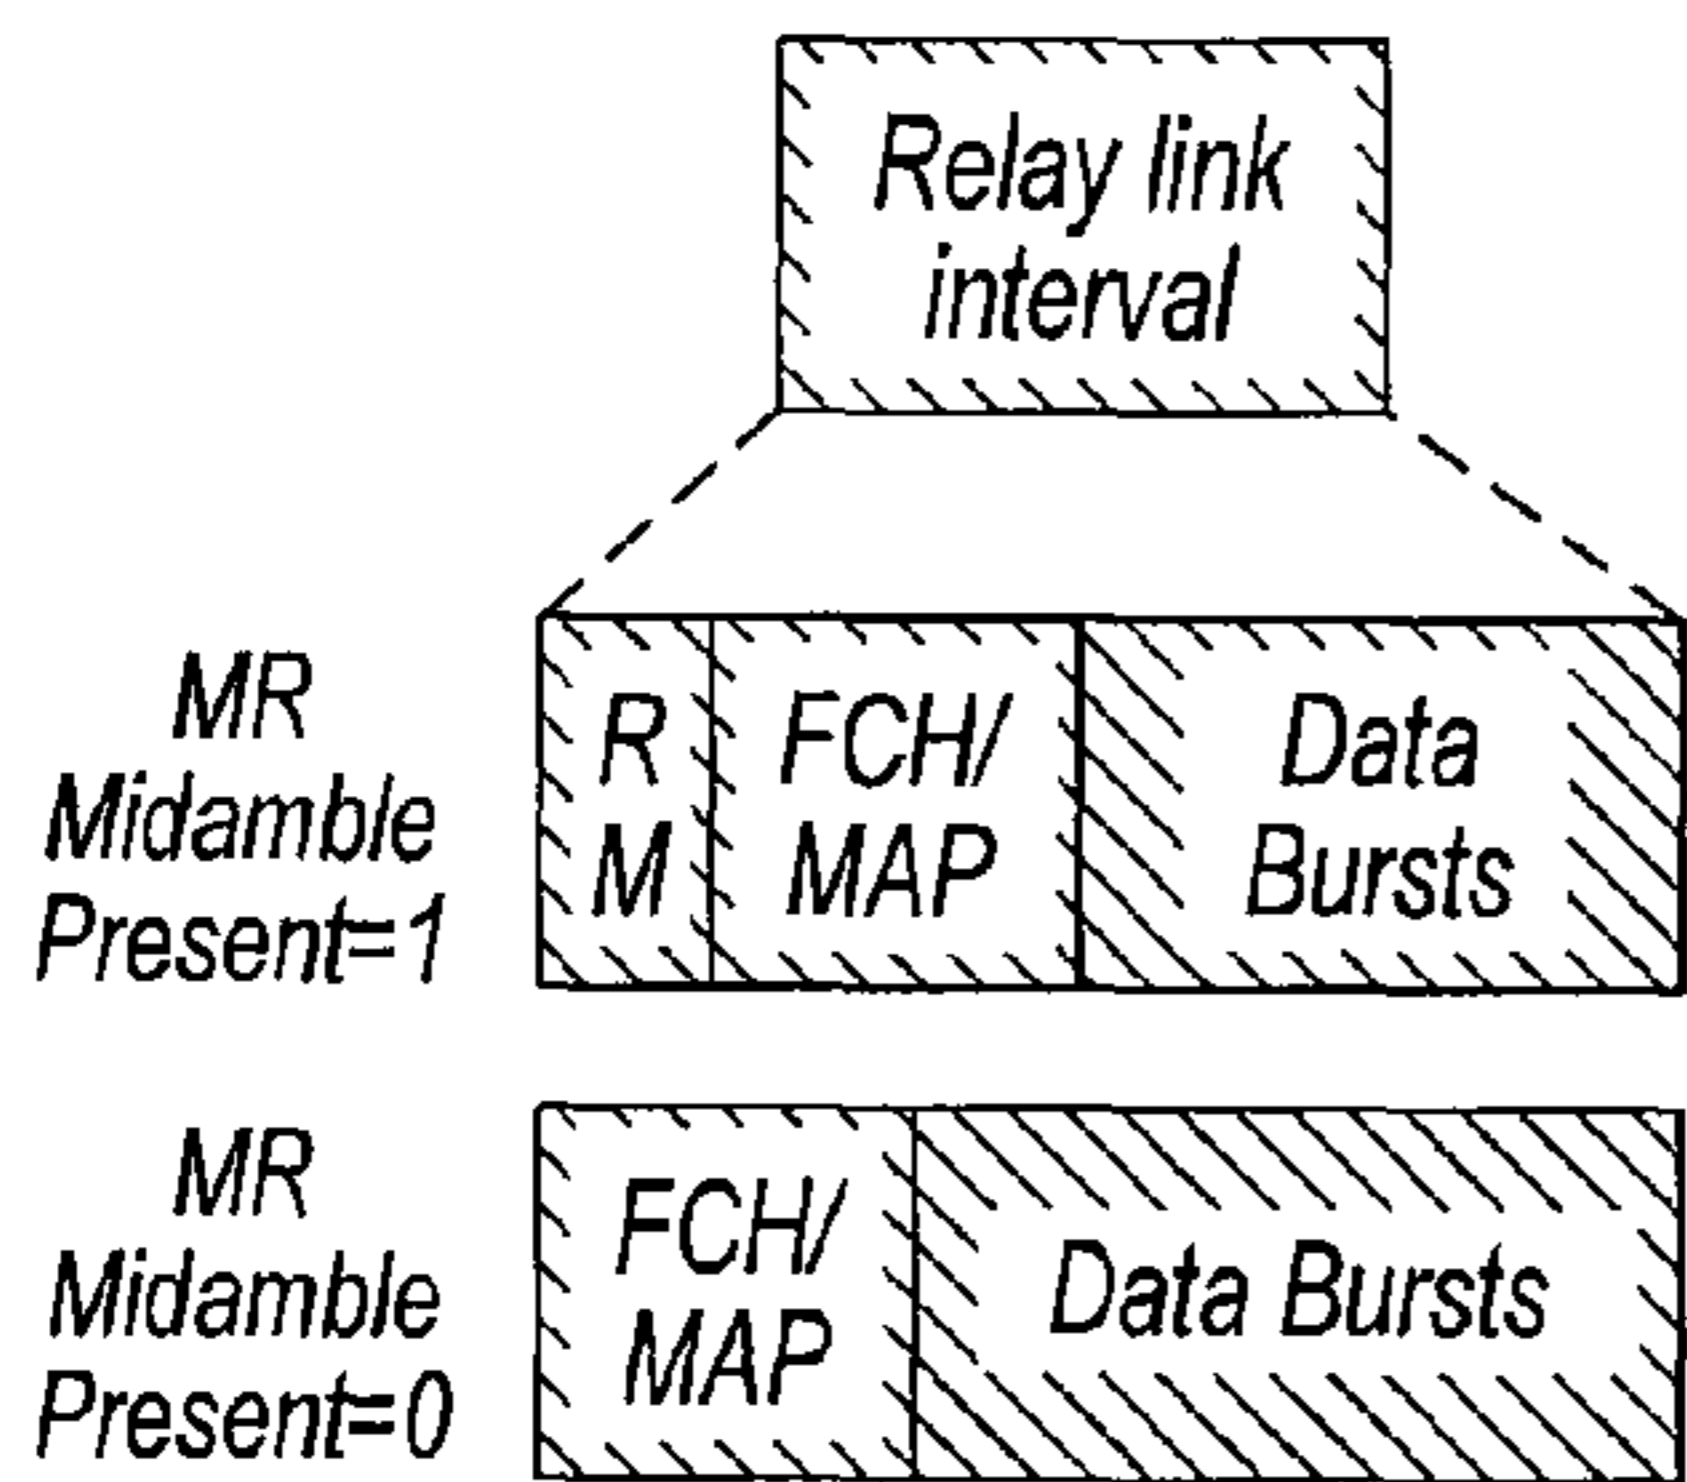 Relay link
interval
MR
Midamble
Present=1
R
M
FCH/
MAP
Data
Bursts
MR
Midamble
Present=0
FCH/
MAP
Data Bursts